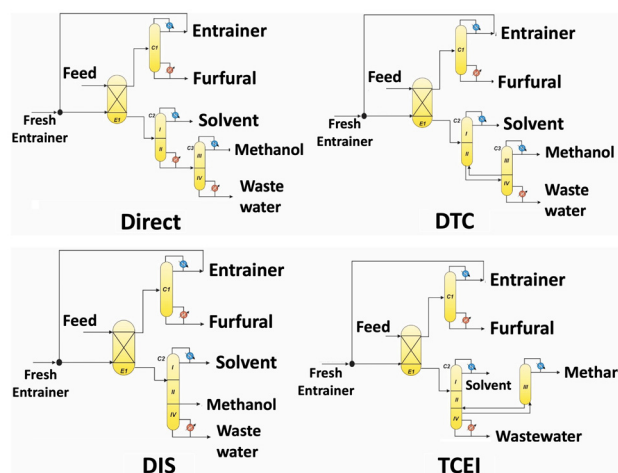 Entrainer
C1
Feed
Furfural
E1
Fresh
Entrainer
C2
I
II
Solvent
C3
III
IV
Methanol
Waste
water
Direct
Entrainer
C1
Feed
Furfural
E1
Fresh
Entrainer
C2
I
II
Solvent
C3
III
IV
Methanol
Waste
water
DTC
Entrainer
C1
Feed
Furfural
E1
Fresh
Entrainer
C2
I
II
IV
Solvent
Methanol
Waste
water
DIS
Entrainer
C1
Feed
Furfural
E1
Fresh
Entrainer
C2
I
II
IV
Solvent
III
Methar
Wastewater
TCEI